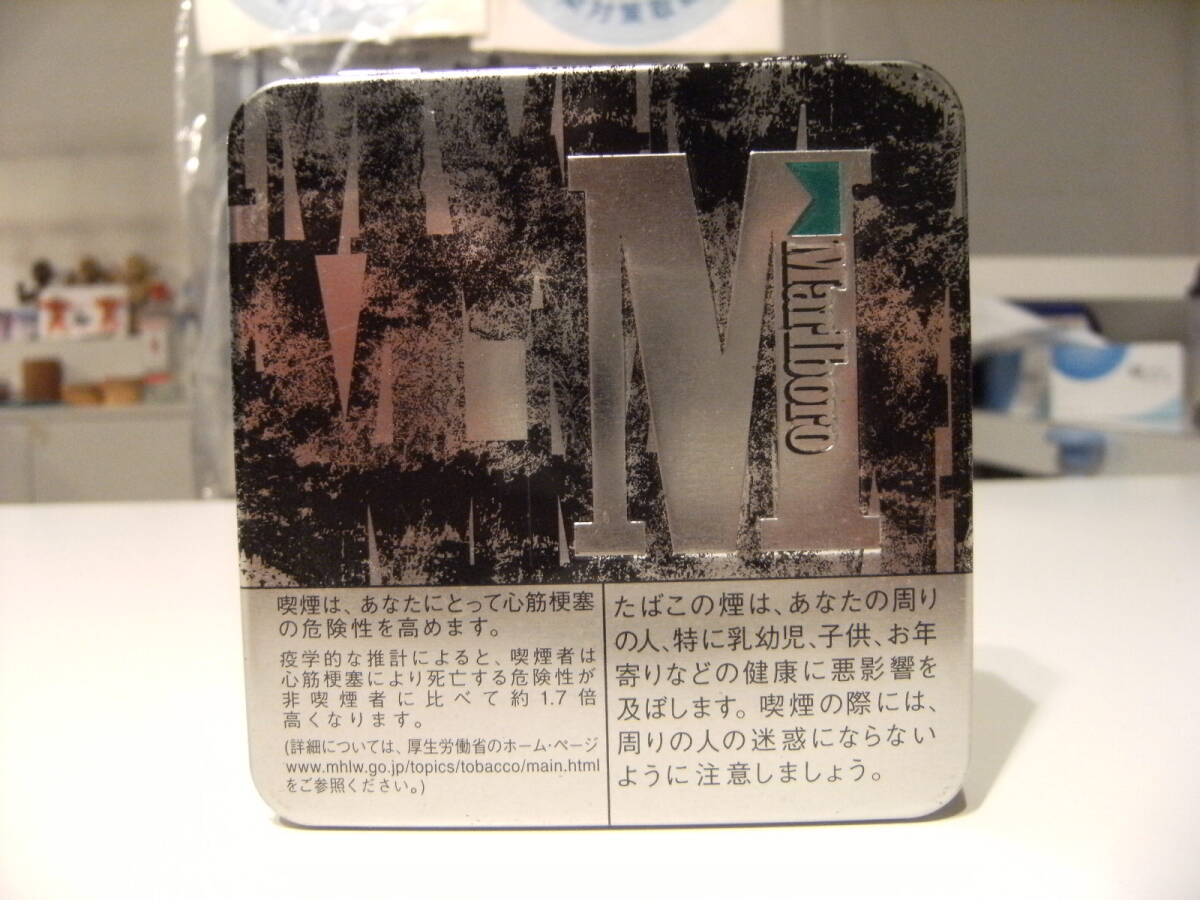 M
Marlboro
喫煙は、あなたにとって心筋梗塞
の危険性を高めます。
疫学的な推計によると、喫煙者は
心筋梗塞により死亡する危険性が
非喫煙者に比べて約1.7倍
高くなります。
(詳細については、厚生労働省のホーム・ページ
www.mhlw.go.jp/topics/tobacco/main.html
をご参照ください。)
たばこの煙は、あなたの周り
の人、特に乳幼児、子供、お年
寄りなどの健康に悪影響を
及ぼします。喫煙の際には、
周りの人の迷惑にならない
ように注意しましょう。